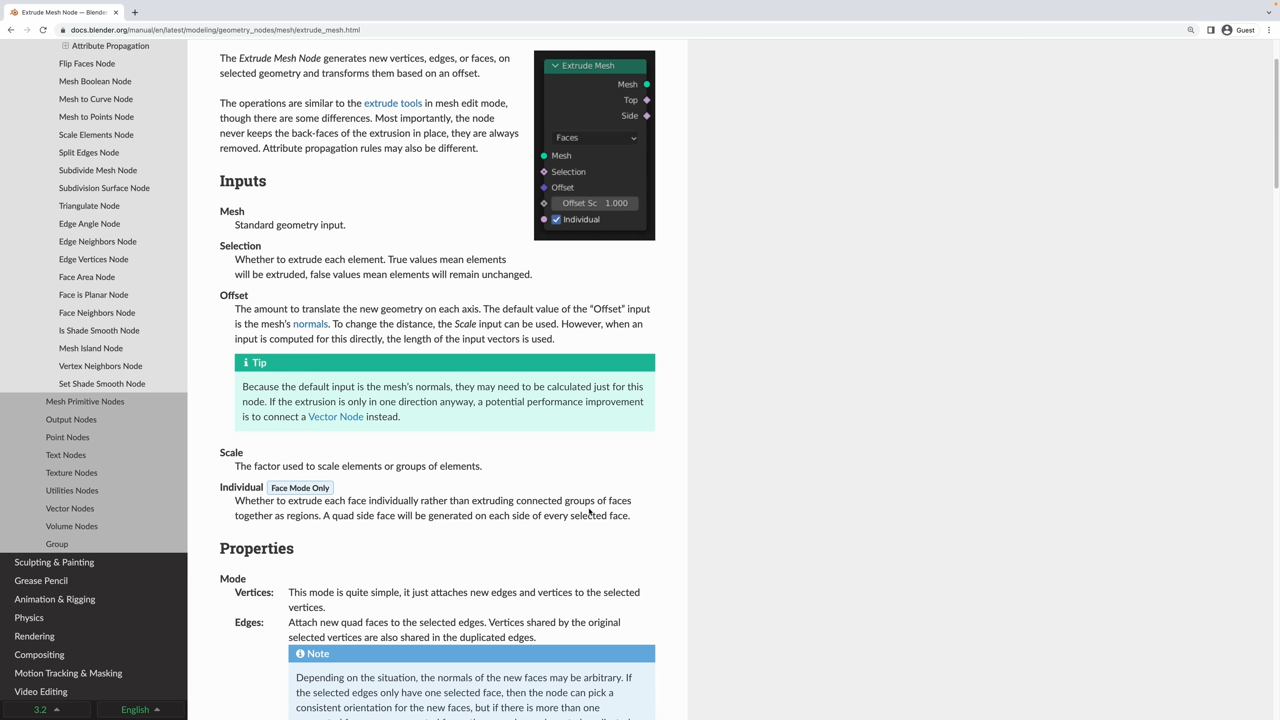 Extrude Mesh Node — Blende
docs.blender.org/manual/en/latest/modeling/geometry_nodes/mesh/extrude_mesh.html
Guest
Attribute Propagation
Flip Faces Node
Mesh Boolean Node
Mesh to Curve Node
Mesh to Points Node
Scale Elements Node
Split Edges Node
Subdivide Mesh Node
Subdivision Surface Node
Triangulate Node
Edge Angle Node
Edge Neighbors Node
Edge Vertices Node
Face Area Node
Face is Planar Node
Face Neighbors Node
Is Shade Smooth Node
Mesh Island Node
Vertex Neighbors Node
Set Shade Smooth Node
Mesh Primitive Nodes
Output Nodes
Point Nodes
Text Nodes
Texture Nodes
Utilities Nodes
Vector Nodes
Volume Nodes
Group
Sculpting & Painting
Grease Pencil
Animation & Rigging
Physics
Rendering
Compositing
Motion Tracking & Masking
Video Editing
3.2
English
The Extrude Mesh Node generates new vertices, edges, or faces, on
selected geometry and transforms them based on an offset.
The operations are similar to the extrude tools in mesh edit mode,
though there are some differences. Most importantly, the node
never keeps the back-faces of the extrusion in place, they are always
removed. Attribute propagation rules may also be different.
Extrude Mesh
Mesh
Top
Side
Faces
Mesh
Selection
Offset
Offset Sc 1.000
Individual
Inputs
Mesh
Standard geometry input.
Selection
Whether to extrude each element. True values mean elements
will be extruded, false values mean elements will remain unchanged.
Offset
The amount to translate the new geometry on each axis. The default value of the “Offset” input
is the mesh’s normals. To change the distance, the Scale input can be used. However, when an
input is computed for this directly, the length of the input vectors is used.
Tip
Because the default input is the mesh’s normals, they may need to be calculated just for this
node. If the extrusion is only in one direction anyway, a potential performance improvement
is to connect a Vector Node instead.
Scale
The factor used to scale elements or groups of elements.
Individual Face Mode Only
Whether to extrude each face individually rather than extruding connected groups of faces
together as regions. A quad side face will be generated on each side of every selected face.
Properties
Mode
Vertices: This mode is quite simple, it just attaches new edges and vertices to the selected
vertices.
Edges: Attach new quad faces to the selected edges. Vertices shared by the original
selected vertices are also shared in the duplicated edges.
Note
Depending on the situation, the normals of the new faces may be arbitrary. If
the selected edges only have one selected face, then the node can pick a
consistent orientation for the new faces, but if there is more than one